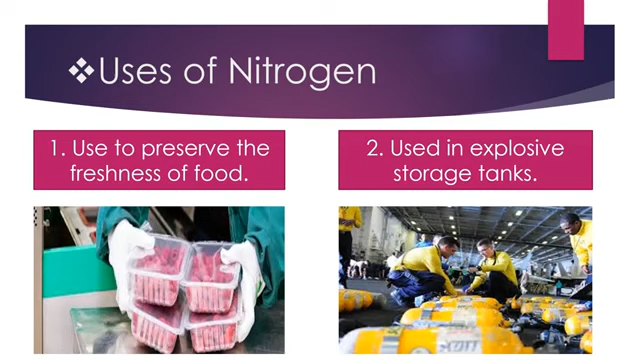 ❖Uses of Nitrogen
1. Use to preserve the
freshness of food.
2. Used in explosive
storage tanks.